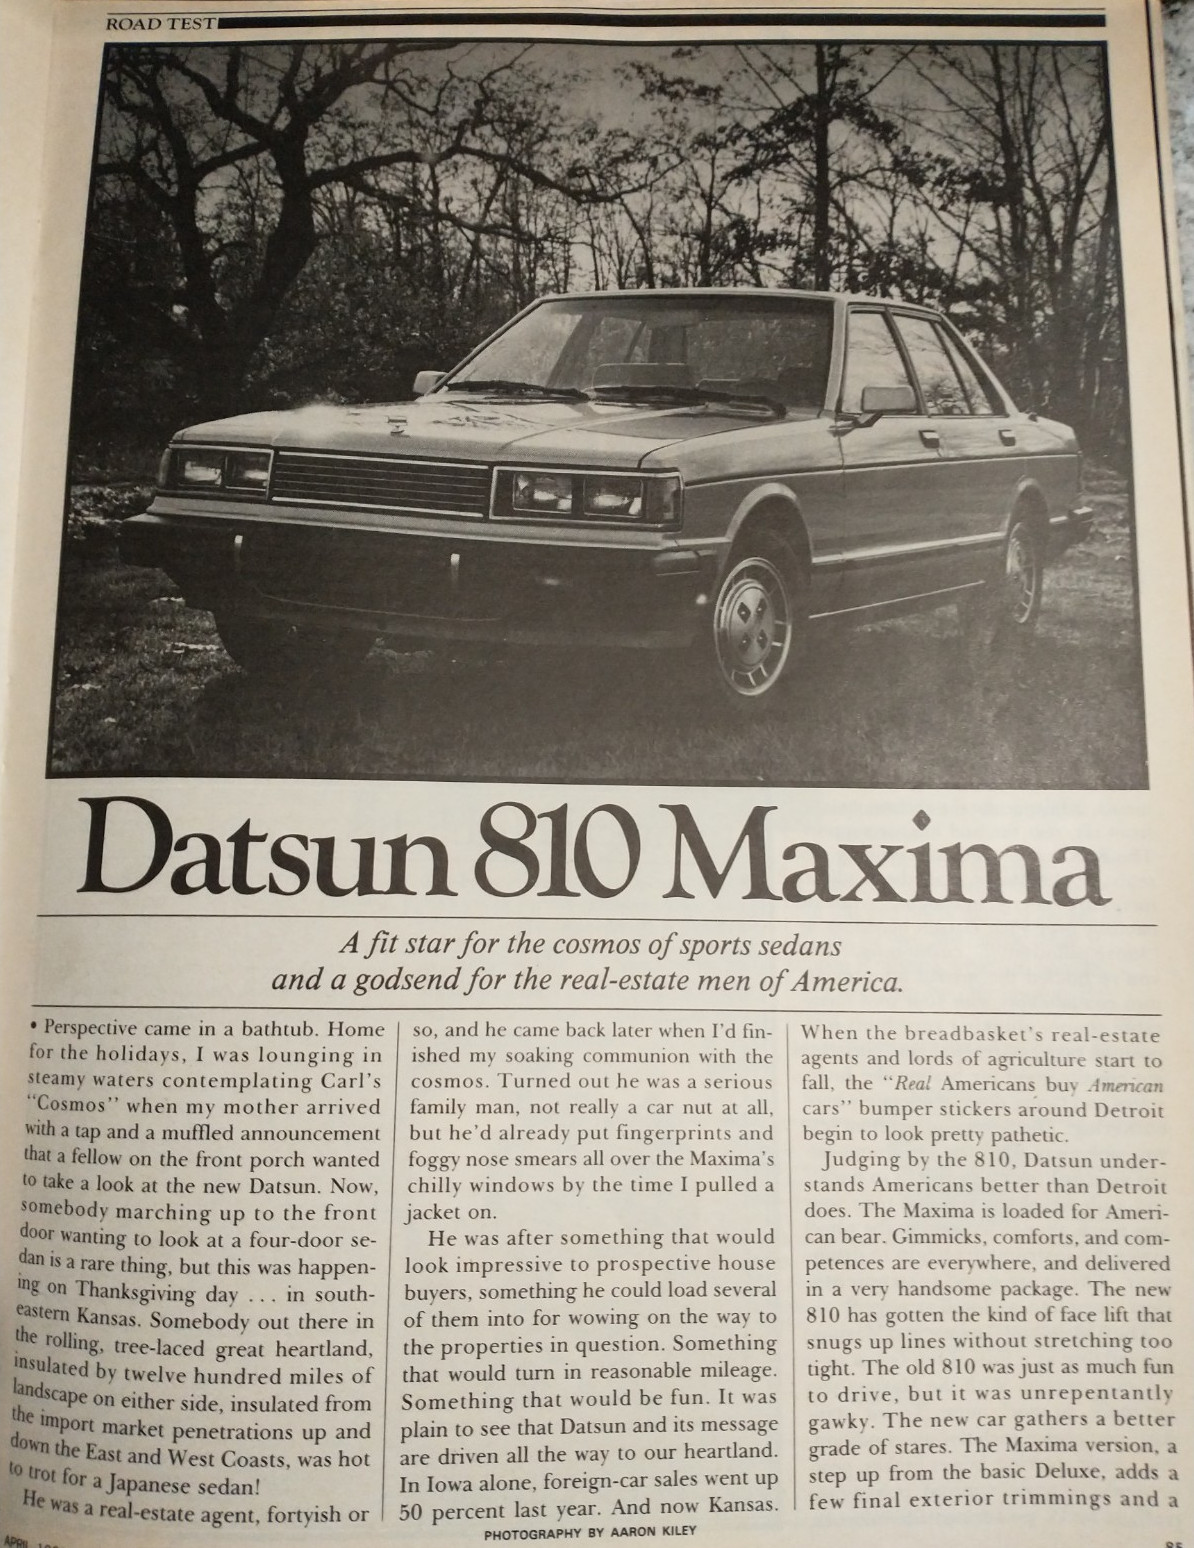 ROAD TEST
Datsun 810 Maxima
A fit star for the cosmos of sports sedans
and a godsend for the real-estate men of America.
• Perspective came in a bathtub. Home
for the holidays, I was lounging in
steamy waters contemplating Carl's
"Cosmos" when my mother arrived
with a tap and a muffled announcement
that a fellow on the front porch wanted
to take a look at the new Datsun. Now,
somebody marching up to the front
door wanting to look at a four-door se-
dan is a rare thing, but this was happen-
ing on Thanksgiving day . . . in south-
eastern Kansas. Somebody out there in
the rolling, tree-laced great heartland,
insulated by twelve hundred miles of
landscape on either side, insulated from
the import market penetrations up and
down the East and West Coasts, was hot
to trot for a Japanese sedan!
He was a real-estate agent, fortyish or
so, and he came back later when I'd fin-
ished my soaking communion with the
cosmos. Turned out he was a serious
family man, not really a car nut at all,
but he'd already put fingerprints and
foggy nose smears all over the Maxima's
chilly windows by the time I pulled a
jacket on.
He was after something that would
look impressive to prospective house
buyers, something he could load several
of them into for wowing on the way to
the properties in question. Something
that would turn in reasonable mileage.
Something that would be fun. It was
plain to see that Datsun and its message
are driven all the way to our heartland.
In Iowa alone, foreign-car sales went up
50 percent last year. And now Kansas.
When the breadbasket's real-estate
agents and lords of agriculture start to
fall, the "Real Americans buy American
cars" bumper stickers around Detroit
begin to look pretty pathetic.
Judging by the 810, Datsun under-
stands Americans better than Detroit
does. The Maxima is loaded for Ameri-
can bear. Gimmicks, comforts, and com-
petences are everywhere, and delivered
in a very handsome package. The new
810 has gotten the kind of face lift that
snugs up lines without stretching too
tight. The old 810 was just as much fun
to drive, but it was unrepentantly
gawky. The new car gathers a better
grade of stares. The Maxima version, a
step up from the basic Deluxe, adds a
few final exterior trimmings and a
PHOTOGRAPHY BY AARON KILEY
APRIL
85